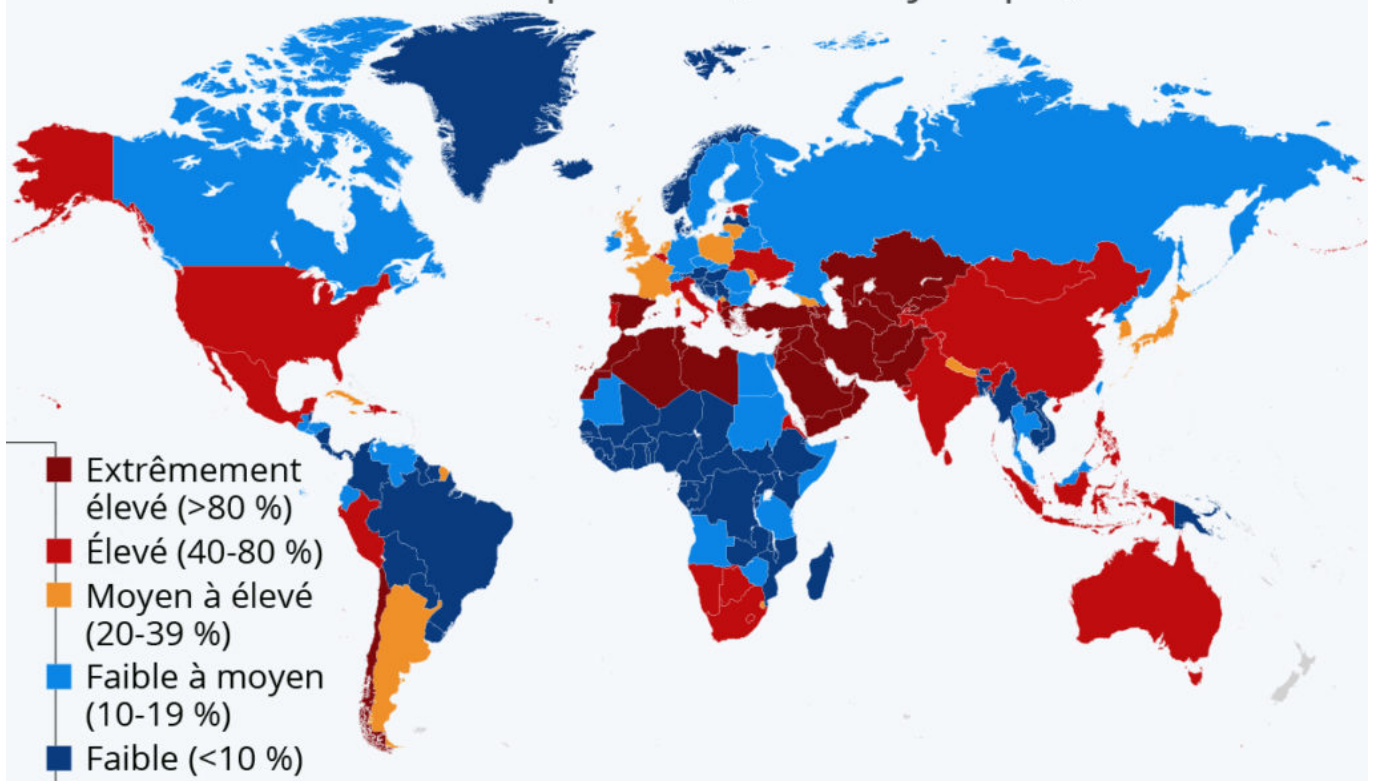 Extrêmement
élevé (>80 %)
Élevé (40-80 %)
Moyen à élevé
(20-39 %)
Faible à moyen
(10-19 %)
Faible (<10 %)